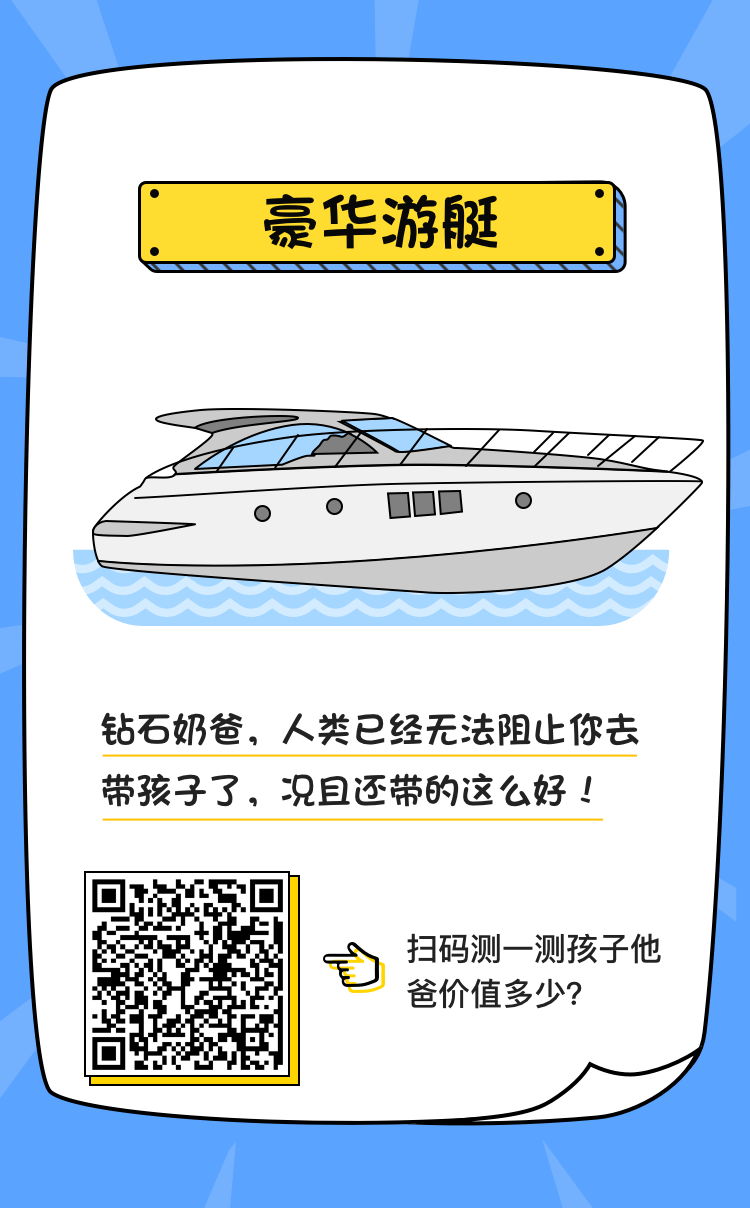 豪华游艇
钻石奶爸，人类已经无法阻止你去
带孩子了，况且还带的这么好！
扫码测一测孩子他
爸价值多少？